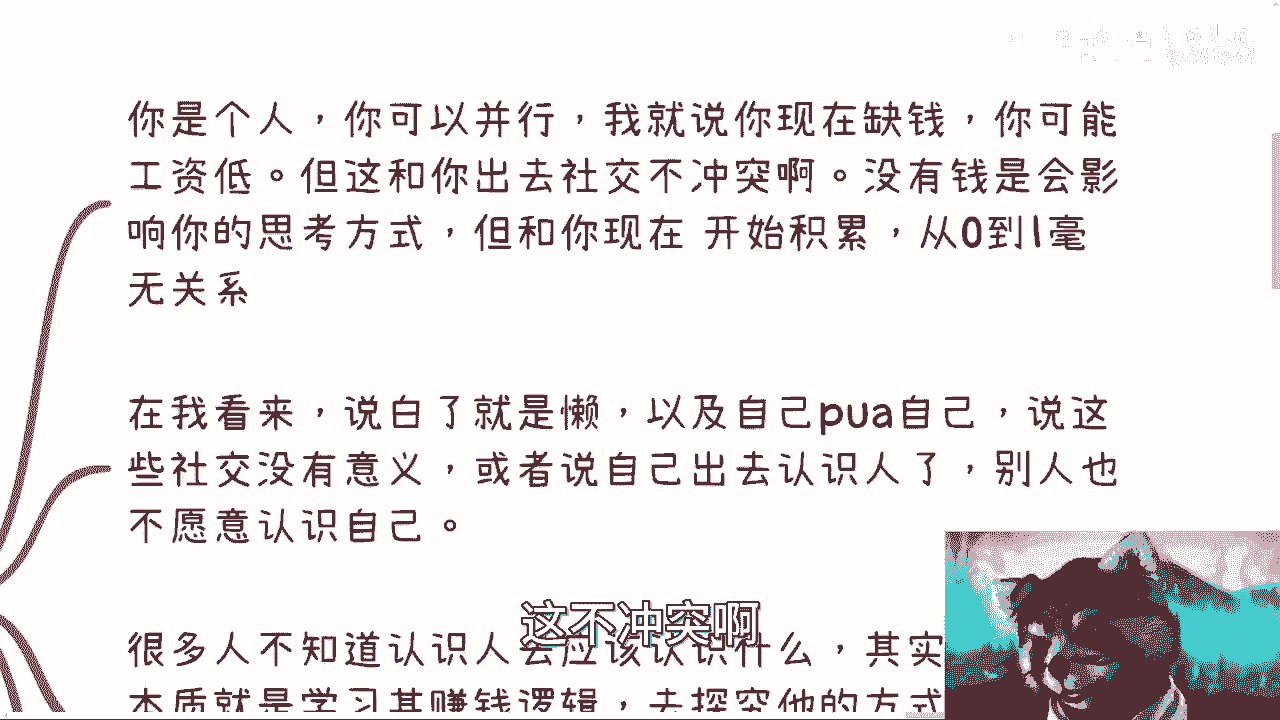 你是个人，你可以并行，我就说你现在缺钱，你可能
工资低。但这和你出去社交不冲突啊。没有钱是会影
响你的思考方式，但和你现在 开始积累，从0到1毫
无关系
在我看来，说白了就是懒，以及自己pua自己，说这
些社交没有意义，或者说自己出去认识人了，别人也
不愿意认识自己。
很多人不知道认识人去应该认识什么，其实
本质就是学习其赚钱逻辑，去探究他的方式
这不冲突啊